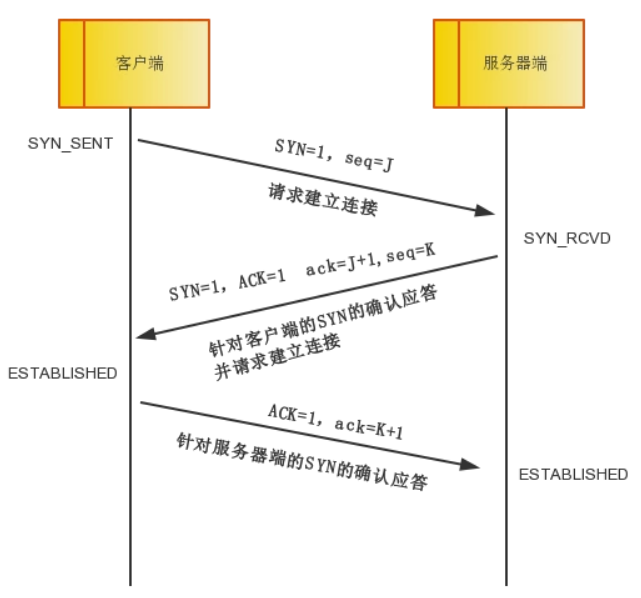 客户端
服务器端
SYN_SENT
SYN=1, seq=J
请求建立连接
SYN_RCVD
SYN=1, ACK=1 ack=J+1,seq=K
针对客户端的SYN的确认应答
并请求建立连接
ESTABLISHED
ACK=1, ack=K+1
针对服务器端的SYN的确认应答
ESTABLISHED